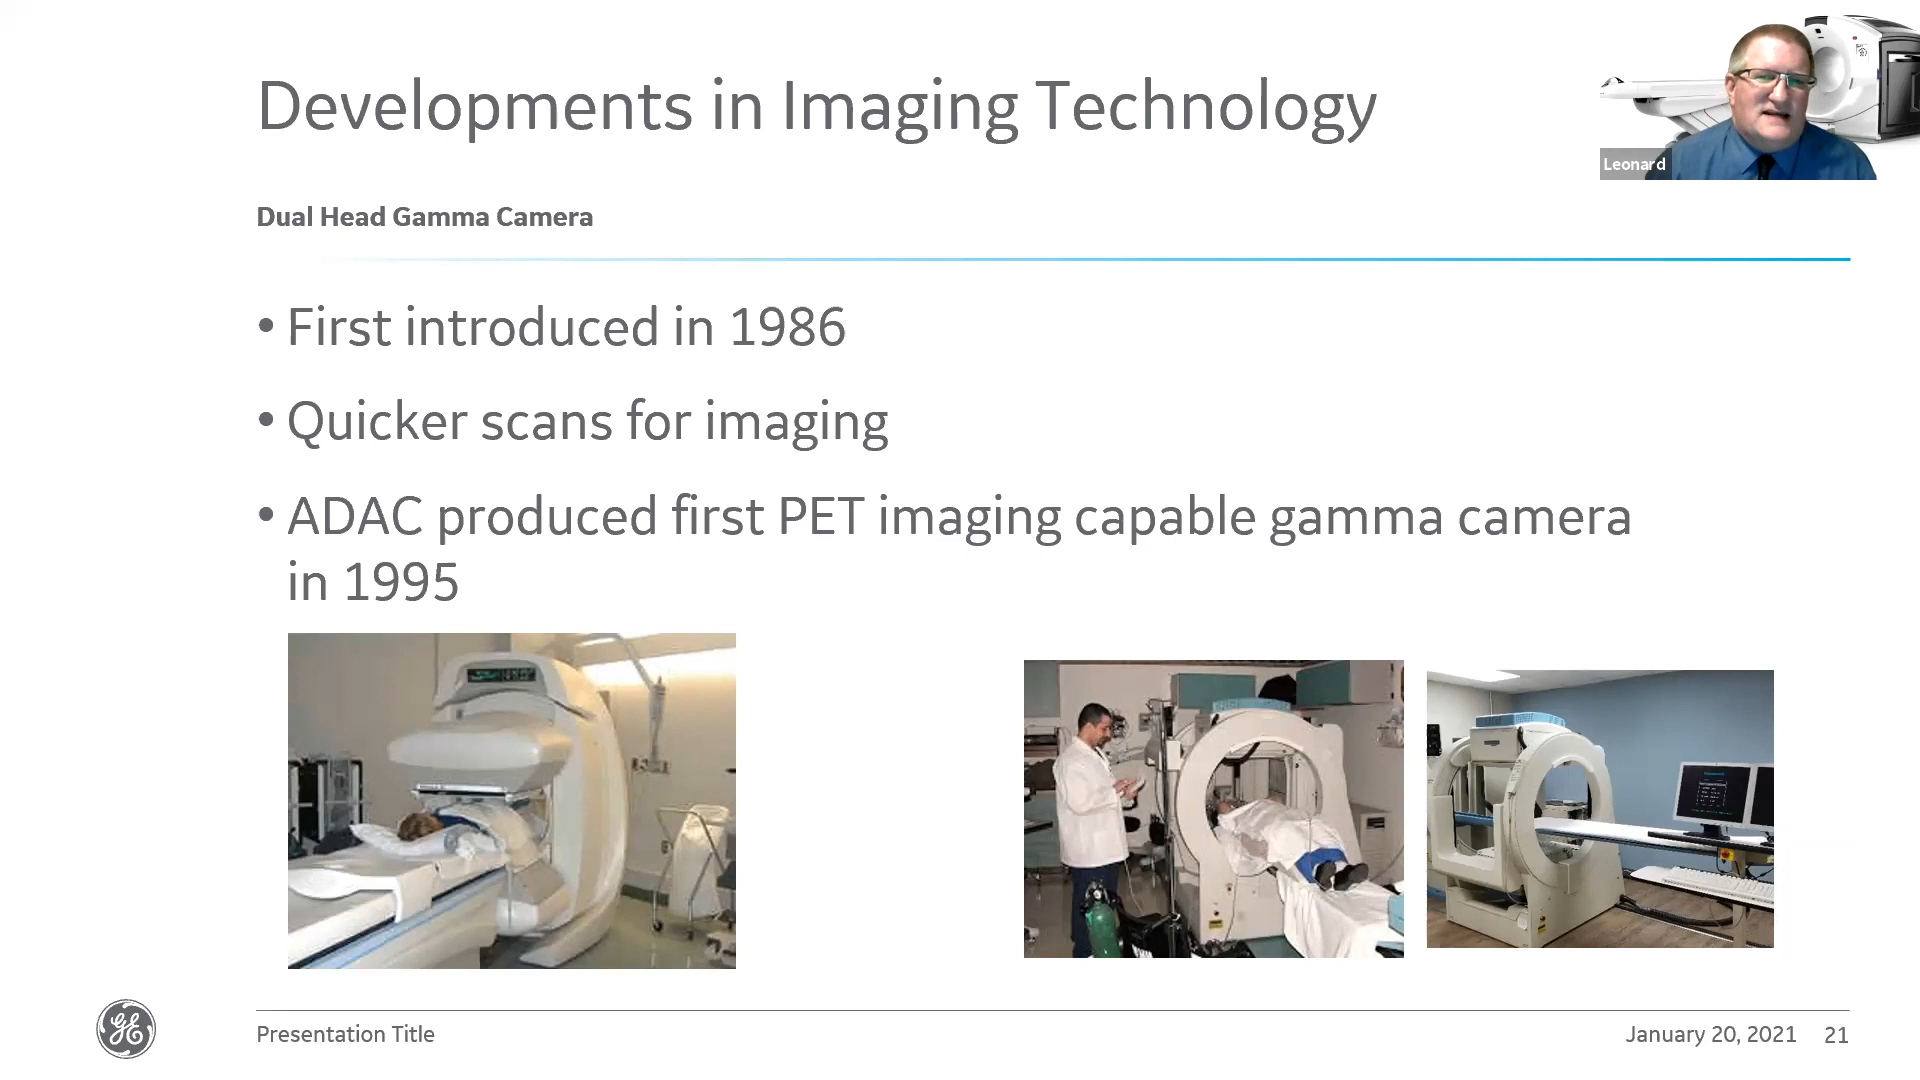 Developments in Imaging Technology
Leonard
Dual Head Gamma Camera
• First introduced in 1986
• Quicker scans for imaging
• ADAC produced first PET imaging capable gamma camera
in 1995
GE
Presentation Title
January 20, 2021 21